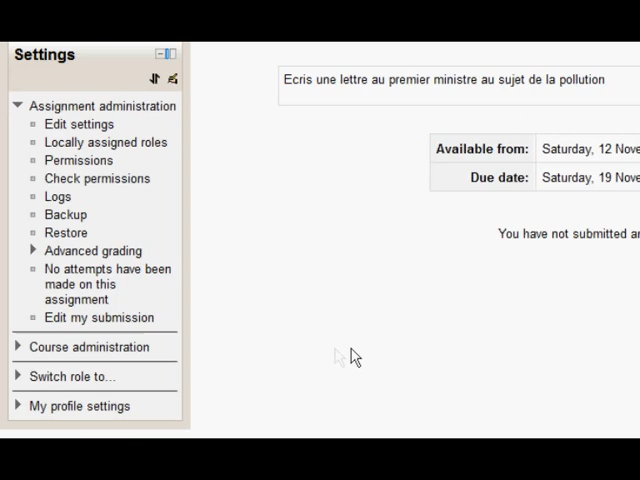 Settings
Ecris une lettre au premier ministre au sujet de la pollution
Assignment administration
Edit settings
Locally assigned roles
Permissions
Check permissions
Logs
Backup
Restore
Advanced grading
No attempts have been
made on this
assignment
Edit my submission
Course administration
Switch role to...
My profile settings
Available from: Saturday, 12 Nove
Due date: Saturday, 19 Nove
You have not submitted an